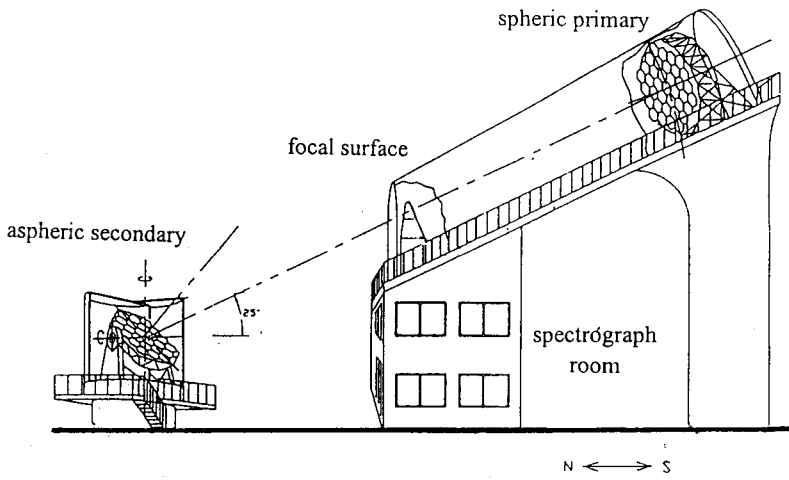 spheric primary
focal surface
aspheric secondary
25°
spectrograph
room
N S